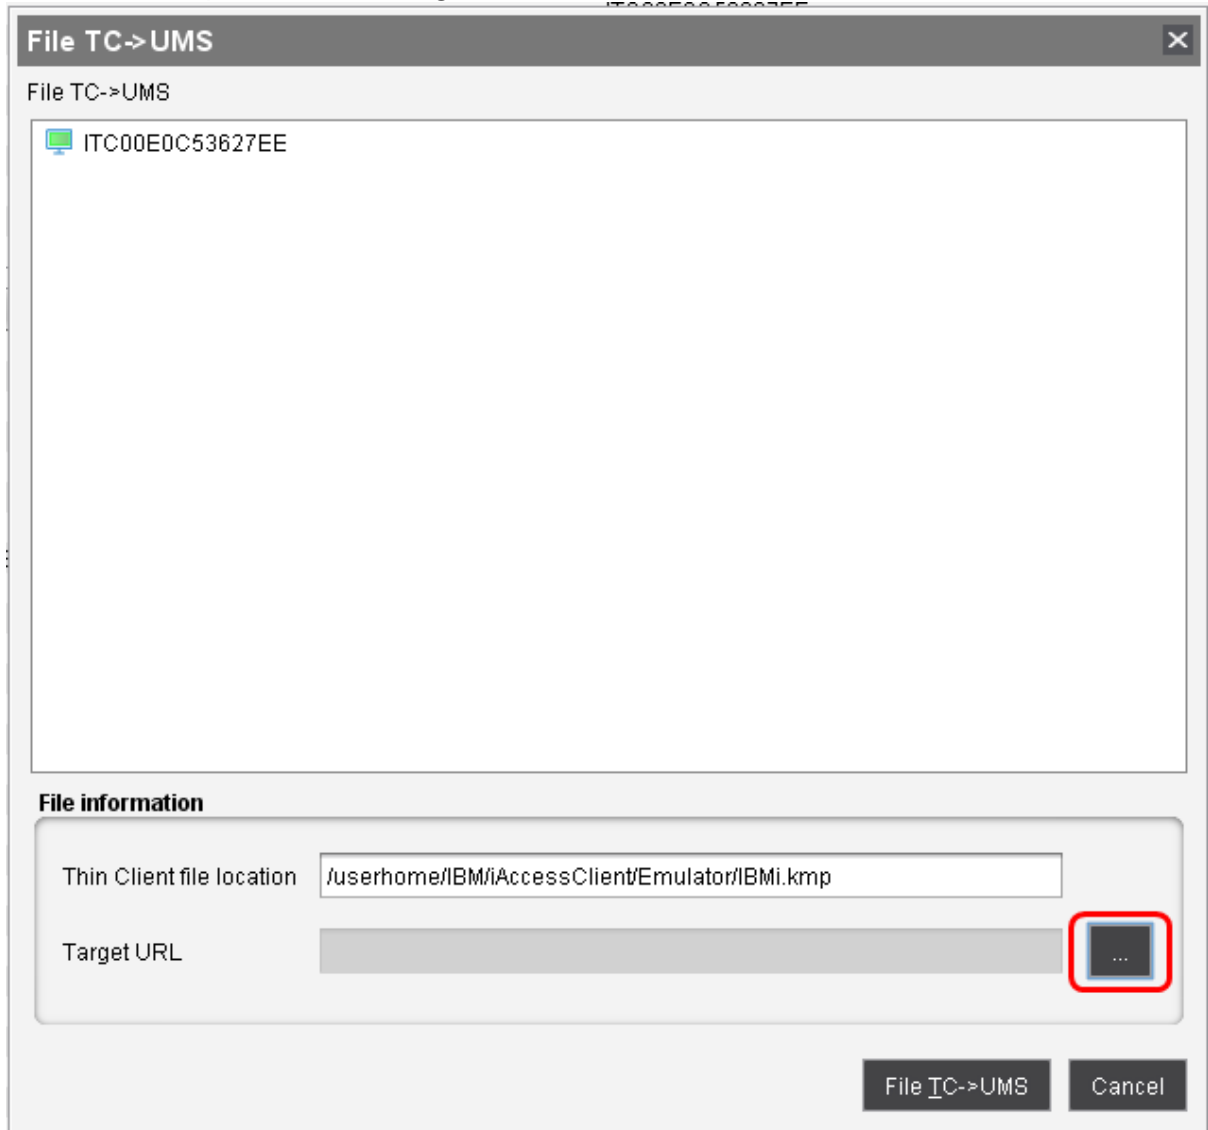 File TC->UMS
File TC->UMS
ITC00E0C53627EE
File information
Thin Client file location /userhome/IBM/iAccessClient/Emulator/IBMi.kmp
Target URL ...
File TC->UMS Cancel